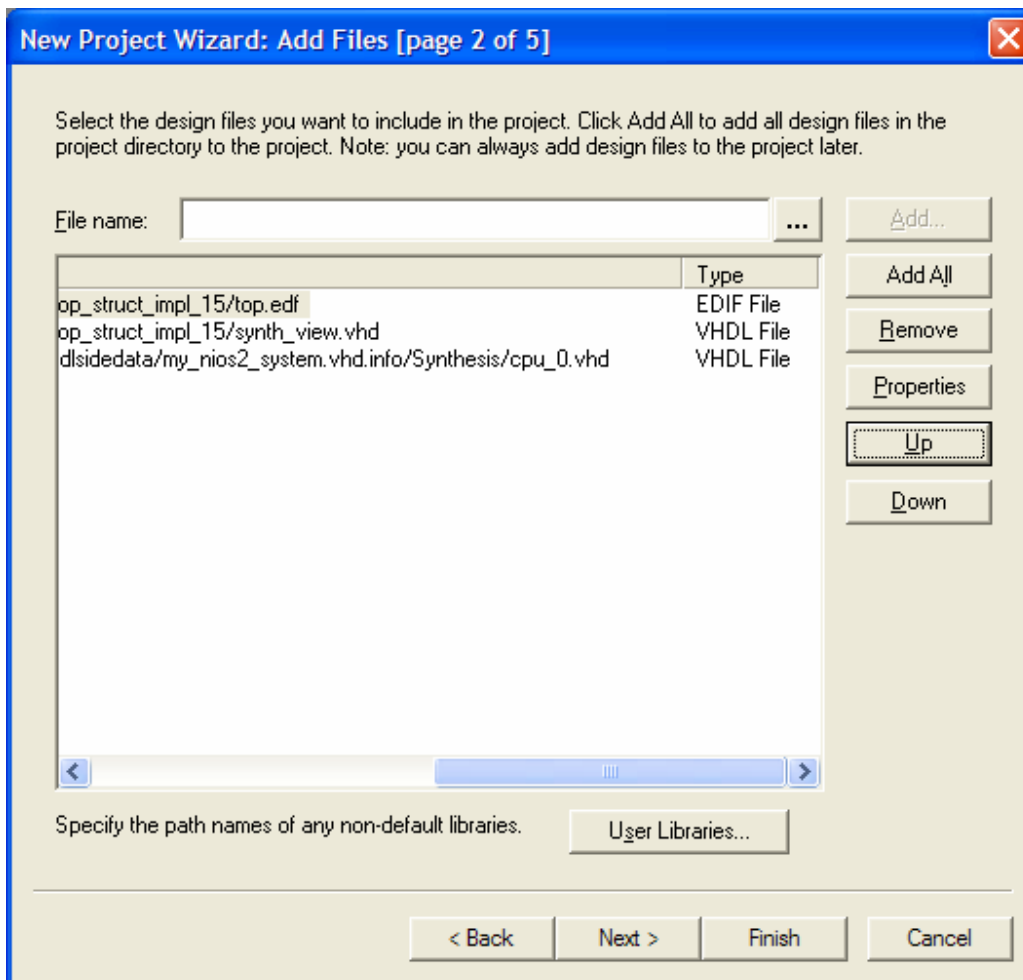 New Project Wizard: Add Files [page 2 of 5]
Select the design files you want to include in the project. Click Add All to add all design files in the
project directory to the project. Note: you can always add design files to the project later.
File name:
...
Add...
Type
Add All
op_struct_impl_15/top.edf EDIF File
op_struct_impl_15/synth_view.vhd VHDL File
Remove
dlsidedata/my_nios2_system.vhd.info/Synthesis/cpu_0.vhd VHDL File
Properties
Up
Down
Specify the path names of any non-default libraries.
User Libraries...
< Back
Next >
Finish
Cancel